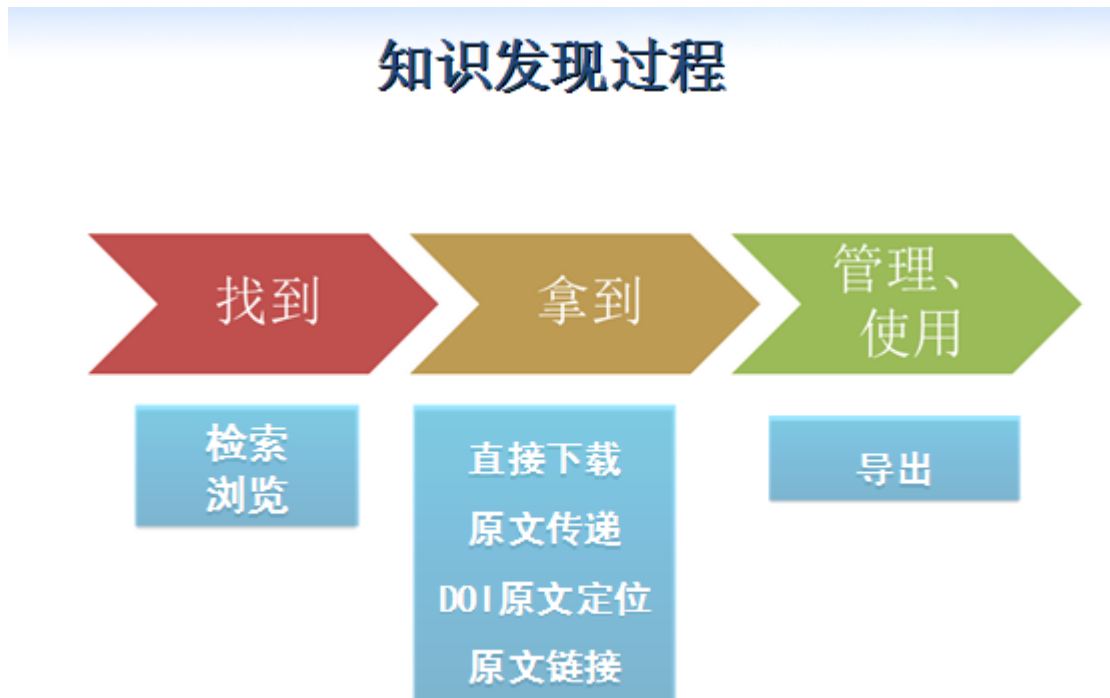 知识发现过程
找到
拿到
管理、
使用
检索
浏览
直接下载
原文传递
DOI原文定位
原文链接
导出